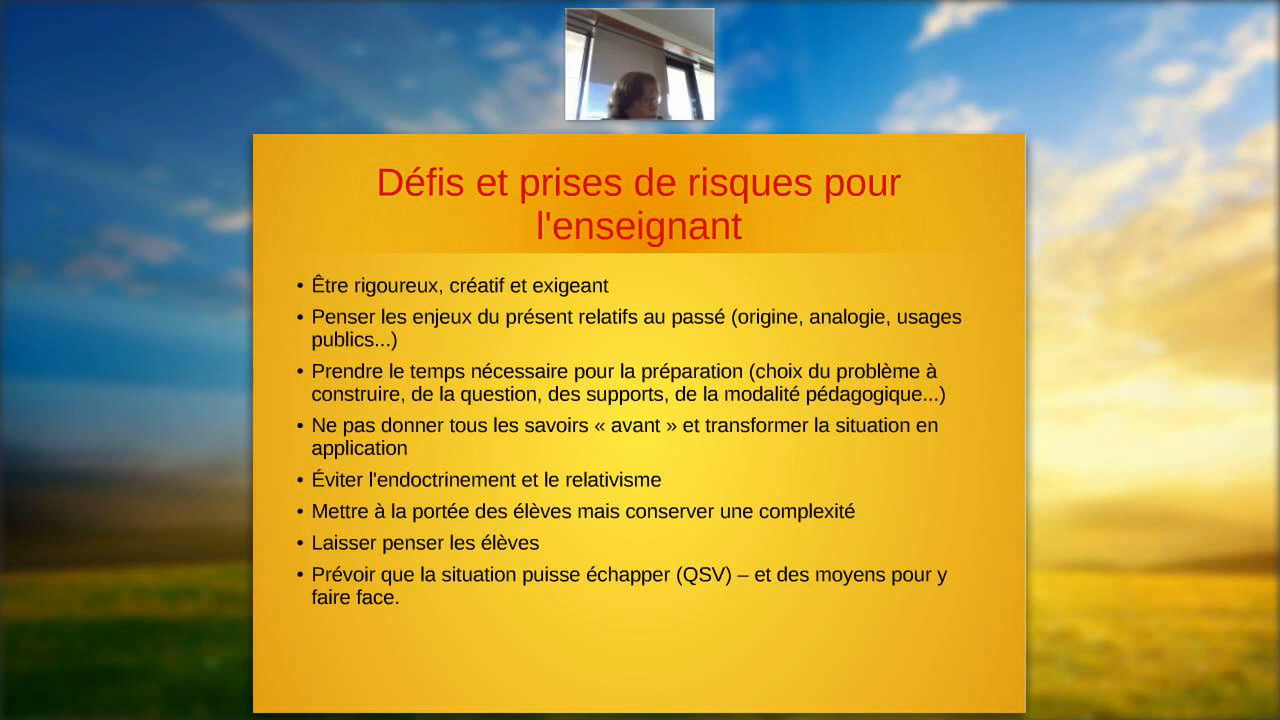 Défis et prises de risques pour
l'enseignant
• Être rigoureux, créatif et exigeant
• Penser les enjeux du présent relatifs au passé (origine, analogie, usages
publics...)
• Prendre le temps nécessaire pour la préparation (choix du problème à
construire, de la question, des supports, de la modalité pédagogique...)
• Ne pas donner tous les savoirs « avant » et transformer la situation en
application
• Éviter l'endoctrinement et le relativisme
• Mettre à la portée des élèves mais conserver une complexité
• Laisser penser les élèves
• Prévoir que la situation puisse échapper (QSV) – et des moyens pour y
faire face.